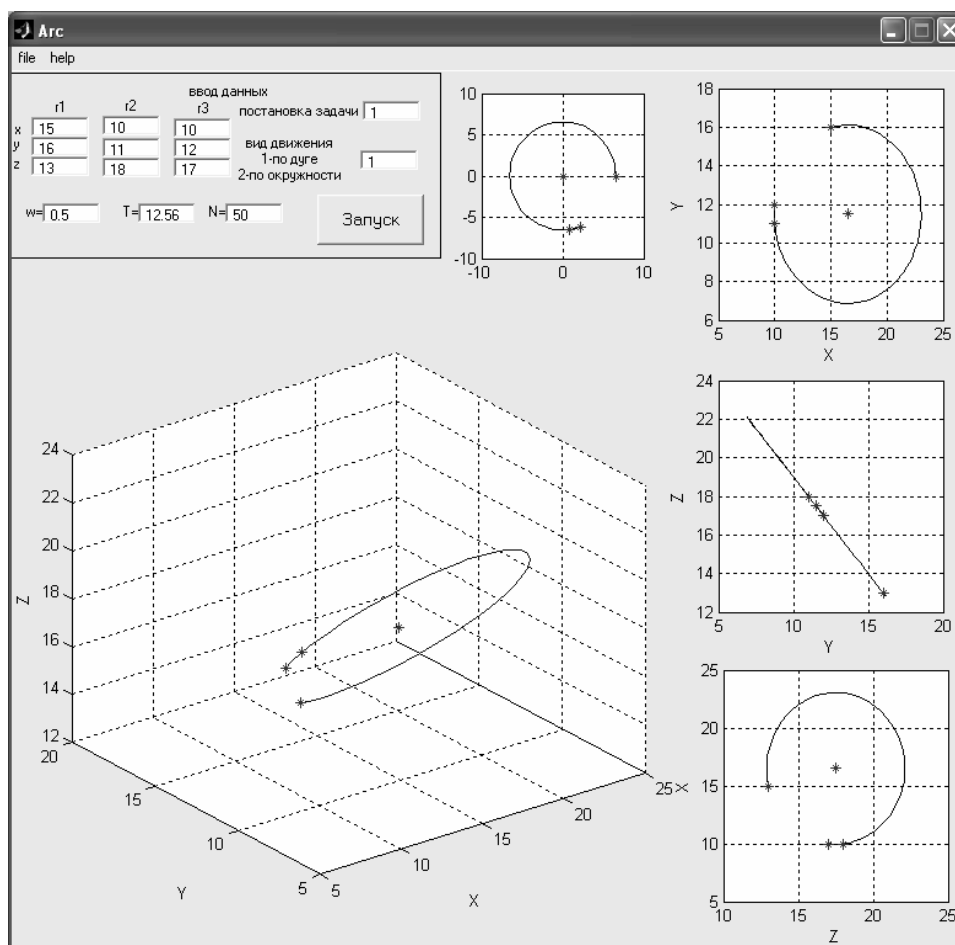 Arc
file help
ввод данных
r1 r2 r3
постановка задачи 1
x 15 10 10
y 16 11 12
z 13 18 17
вид движения
1-по дуге 1
2-по окружности
w= 0.5 T= 12.56 N= 50
Запуск
10
5
0
-5
-10
-10 0 10
18
16
14
12
10
8
6
Y
5 10 15 20 25
X
24
22
20
18
16
14
12
Z
5 10 15 20
Y
24
22
20
18
16
14
12
Z
20
15
10
5
Y
5
10
15
20
25
X
25
20
15
10
5
X
10 15 20 25
Z